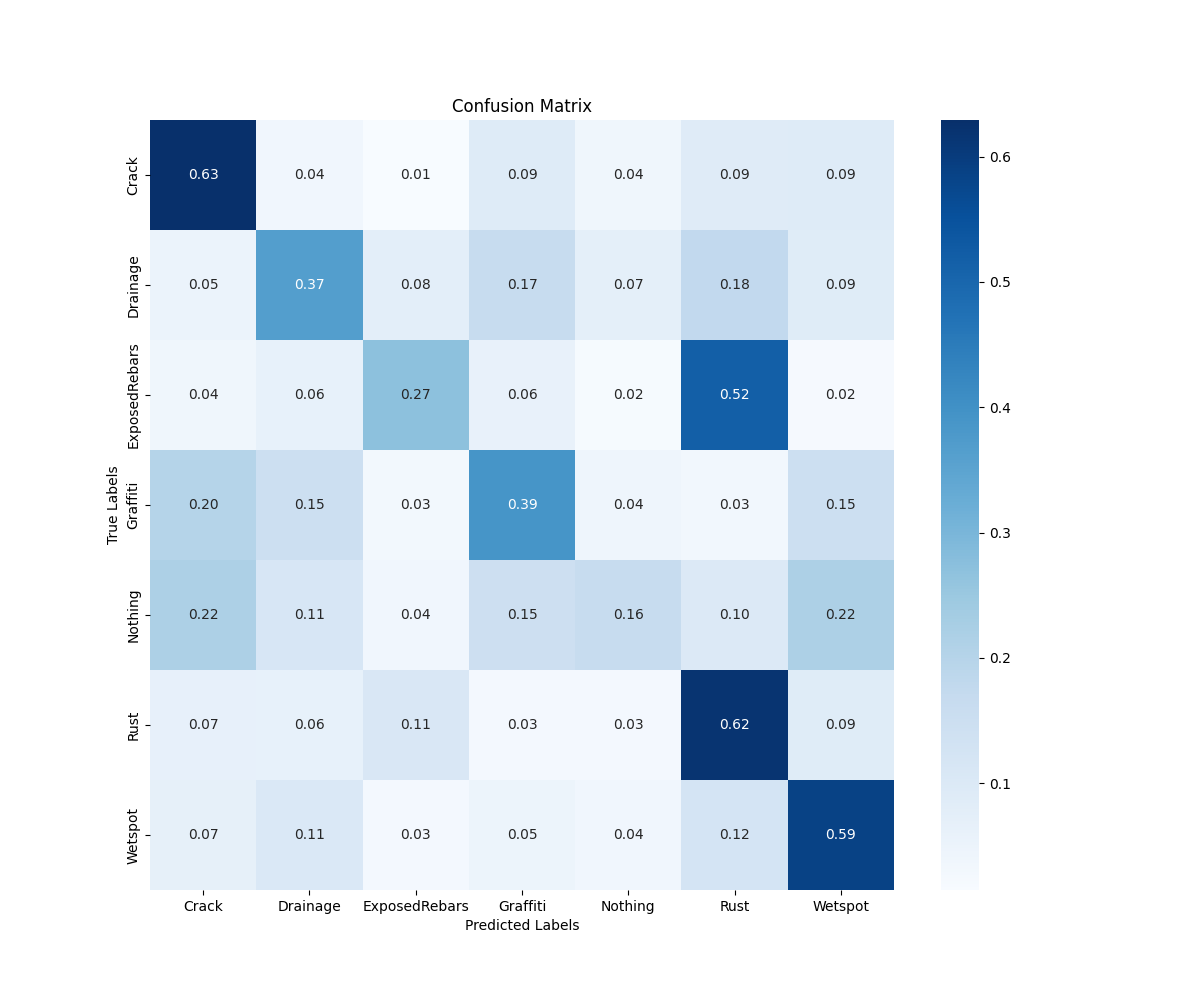 Confusion Matrix
True Labels
Crack 0.63 0.04 0.01 0.09 0.04 0.09 0.09
Drainage 0.05 0.37 0.08 0.17 0.07 0.18 0.09
ExposedRebars 0.04 0.06 0.27 0.06 0.02 0.52 0.02
Graffiti 0.20 0.15 0.03 0.39 0.04 0.03 0.15
Nothing 0.22 0.11 0.04 0.15 0.16 0.10 0.22
Rust 0.07 0.06 0.11 0.03 0.03 0.62 0.09
Wetspot 0.07 0.11 0.03 0.05 0.04 0.12 0.59
Crack Drainage ExposedRebars Graffiti Nothing Rust Wetspot
Predicted Labels
0.6
0.5
0.4
0.3
0.2
0.1